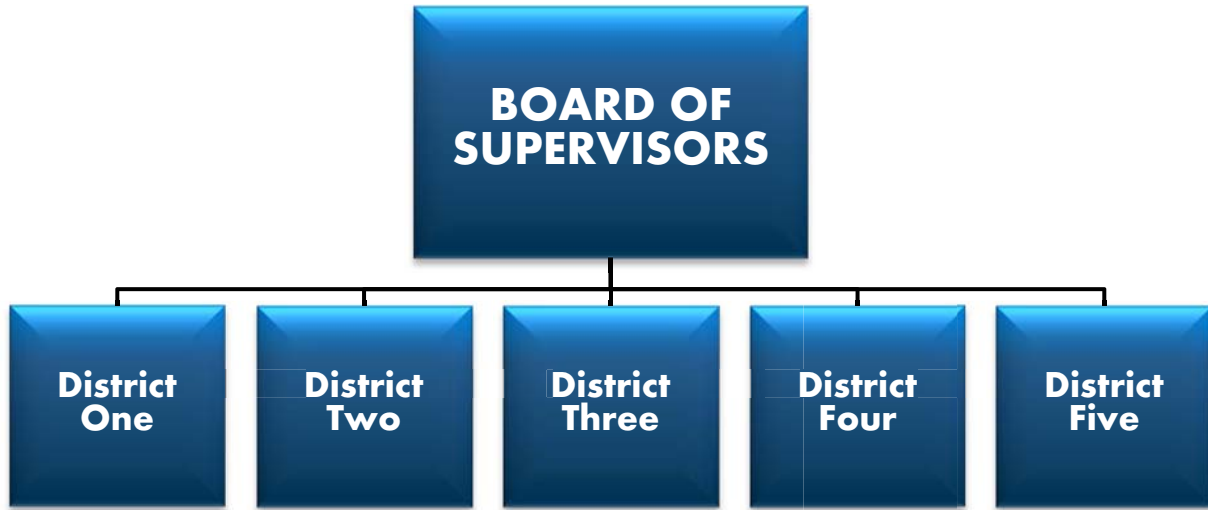 BOARD OF
SUPERVISORS
District
One
District
Two
District
Three
District
Four
District
Five